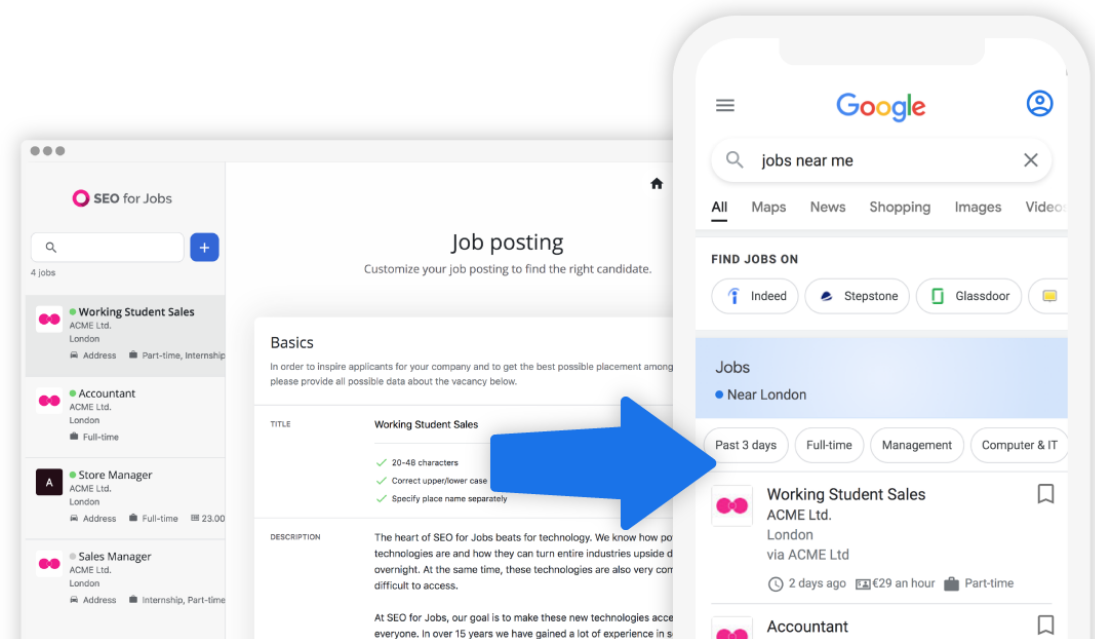 SEO for Jobs
4 jobs
Working Student Sales
ACME Ltd.
London
Address Part-time, Internship
Accountant
ACME Ltd.
London
Full-time
A
Store Manager
ACME Ltd.
London
Address Full-time 23.00
Sales Manager
ACME Ltd.
London
Address Internship, Part-time
Job posting
Customize your job posting to find the right candidate.
Basics
In order to inspire applicants for your company and to get the best possible placement among
please provide all possible data about the vacancy below.
TITLE
Working Student Sales
20-48 characters
Correct upper/lower case
Specify place name separately
DESCRIPTION
The heart of SEO for Jobs beats for technology. We know how
technologies are and how they can turn entire industries upside
overnight. At the same time, these technologies are also very
difficult to access.
At SEO for Jobs, our goal is to make these new technologies
everyone. In over 15 years we have gained a lot of experience in
Google
jobs near me
All Maps News Shopping Images Videos
FIND JOBS ON
Indeed Stepstone Glassdoor
Jobs
Near London
Past 3 days Full-time Management Computer & IT
Working Student Sales
ACME Ltd.
London
via ACME Ltd
2 days ago €29 an hour Part-time
Accountant